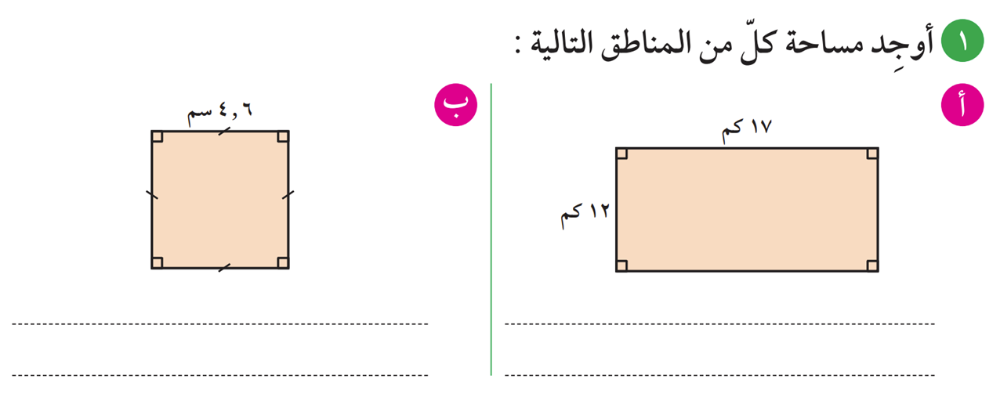 ١ أوجِد مساحة كلّ من المناطق التالية :
أ
١٧ كم
١٢ كم
ب
٤,٦ سم